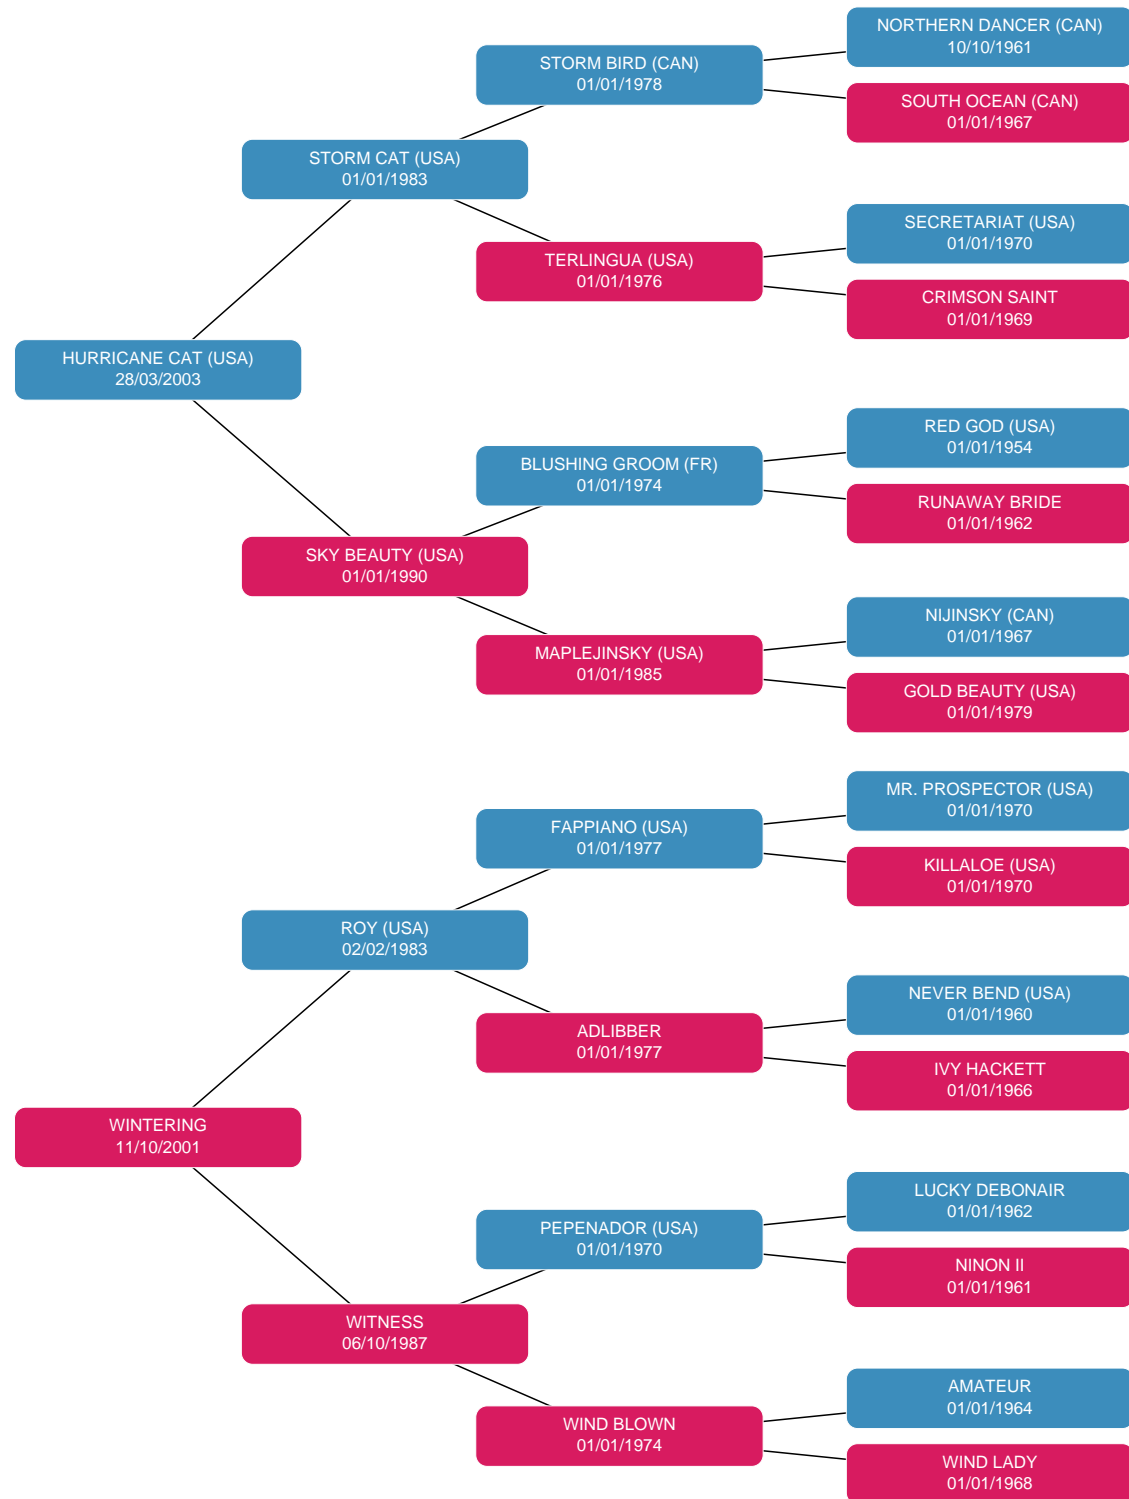 NORTHERN DANCER (CAN)
10/10/1961
STORM BIRD (CAN)
01/01/1978
SOUTH OCEAN (CAN)
01/01/1967
STORM CAT (USA)
01/01/1983
SECRETARIAT (USA)
01/01/1970
TERLINGUA (USA)
01/01/1976
CRIMSON SAINT
01/01/1969
HURRICANE CAT (USA)
28/03/2003
RED GOD (USA)
01/01/1954
BLUSHING GROOM (FR)
01/01/1974
RUNAWAY BRIDE
01/01/1962
SKY BEAUTY (USA)
01/01/1990
NIJINSKY (CAN)
01/01/1967
MAPLEJINSKY (USA)
01/01/1985
GOLD BEAUTY (USA)
01/01/1979
MR. PROSPECTOR (USA)
01/01/1970
FAPPIANO (USA)
01/01/1977
KILLALOE (USA)
01/01/1970
ROY (USA)
02/02/1983
NEVER BEND (USA)
01/01/1960
ADLIBBER
01/01/1977
IVY HACKETT
01/01/1966
WINTERING
11/10/2001
LUCKY DEBONAIR
01/01/1962
PEPENADOR (USA)
01/01/1970
NINON II
01/01/1961
WITNESS
06/10/1987
AMATEUR
01/01/1964
WIND BLOWN
01/01/1974
WIND LADY
01/01/1968